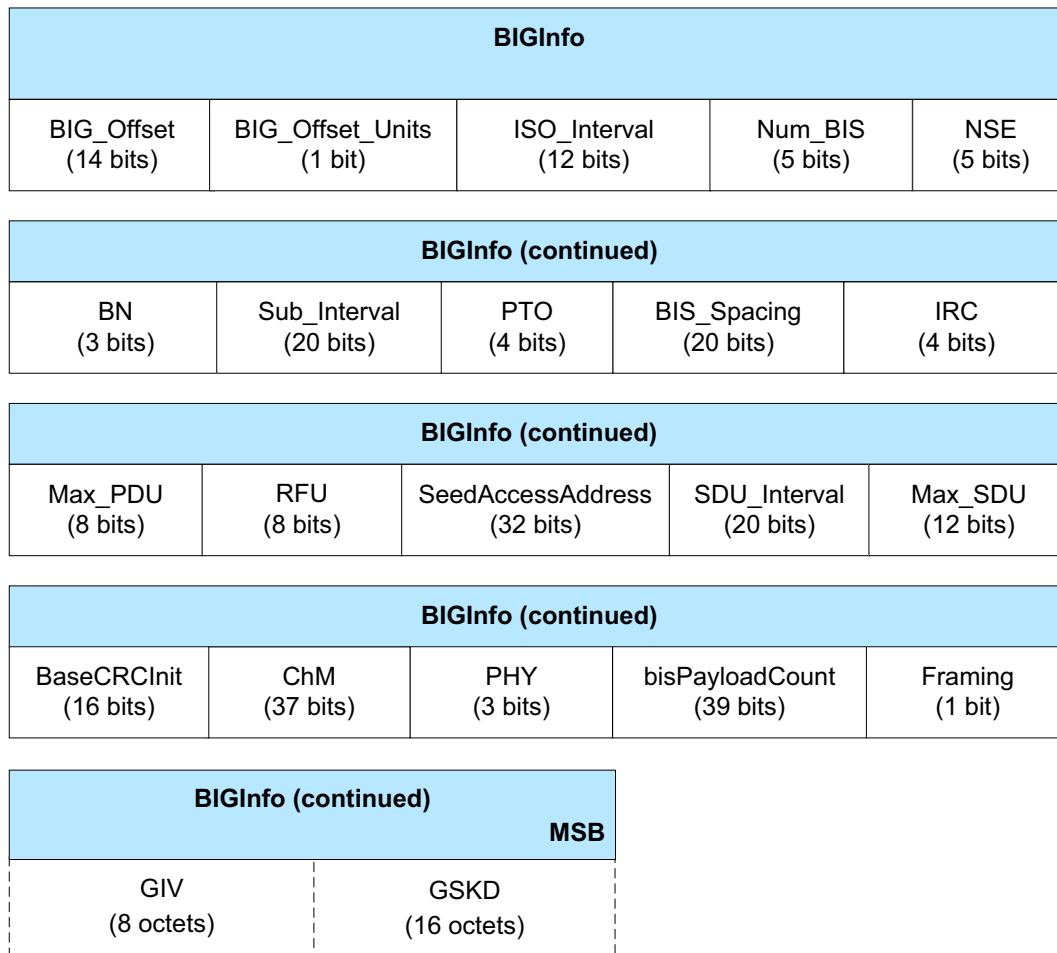 BIGInfo
BIG_Offset BIG_Offset_Units ISO_Interval Num_BIS NSE
(14 bits) (1 bit) (12 bits) (5 bits) (5 bits)
BIGInfo (continued)
BN Sub_Interval PTO BIS_Spacing IRC
(3 bits) (20 bits) (4 bits) (20 bits) (4 bits)
BIGInfo (continued)
Max_PDU RFU SeedAccessAddress SDU_Interval Max_SDU
(8 bits) (8 bits) (32 bits) (20 bits) (12 bits)
BIGInfo (continued)
BaseCRCInit ChM PHY bisPayloadCount Framing
(16 bits) (37 bits) (3 bits) (39 bits) (1 bit)
BIGInfo (continued)
MSB
GIV GSKD
(8 octets) (16 octets)